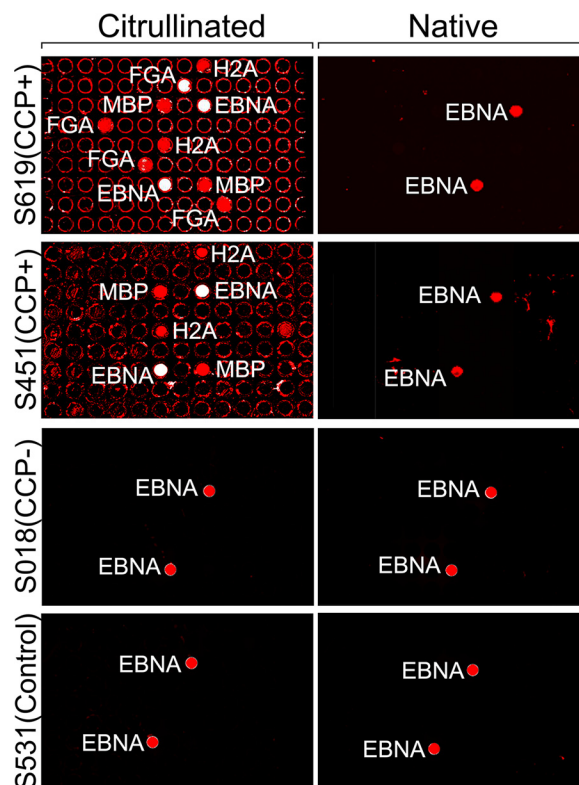 Citrullinated Native
S619(CCP+)
H2A
FGA
MBP EBNA
FGA
H2A
FGA
EBNA MBP
FGA
EBNA
EBNA
S451(CCP+)
H2A
MBP EBNA
H2A
EBNA MBP
EBNA
EBNA
S018(CCP-)
EBNA
EBNA
EBNA
EBNA
S531(Control)
EBNA
EBNA
EBNA
EBNA